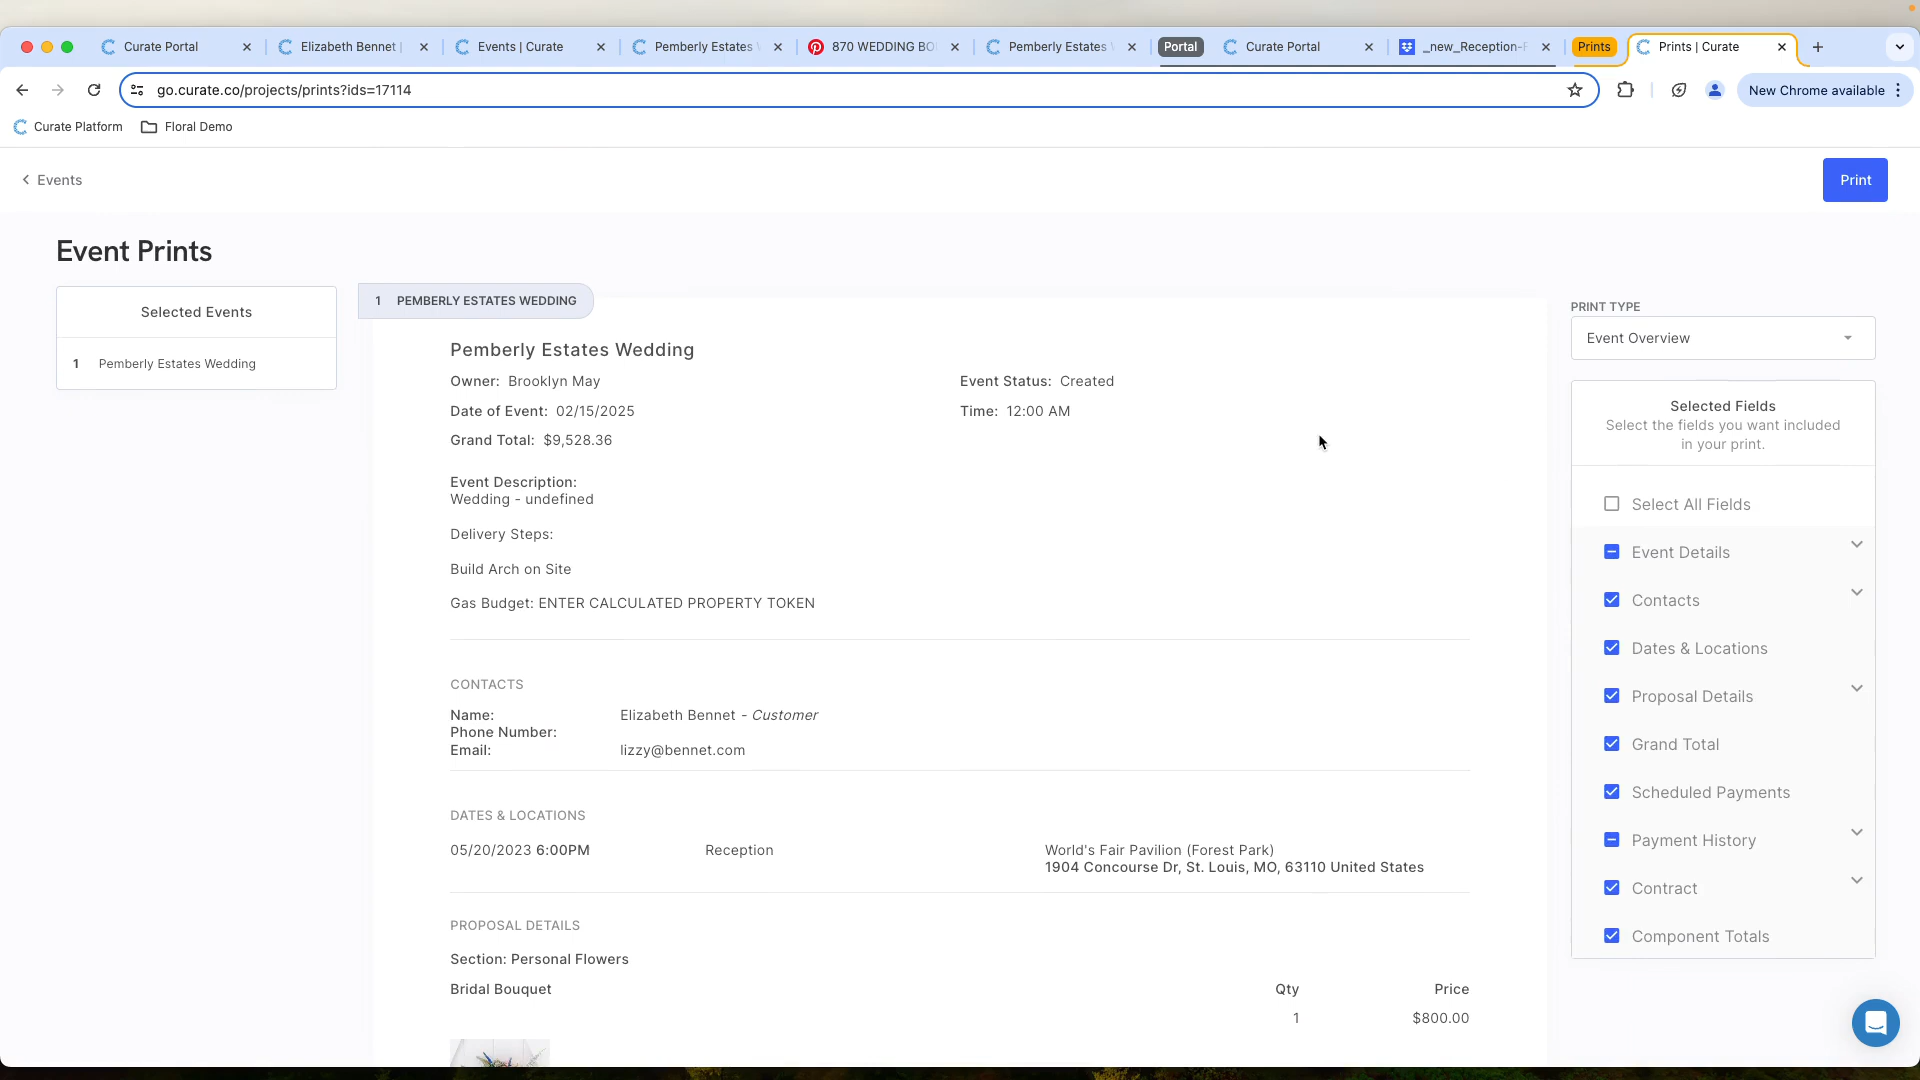 Curate Portal
Elizabeth Bennet |
Events | Curate
Pemberly Estates
870 WEDDING BO
Pemberly Estates
Portal
Curate Portal
_new_Reception-
Prints
Prints | Curate
go.curate.co/projects/prints?ids=17114
New Chrome available
Curate Platform
Floral Demo
Events
Print
Event Prints
Selected Events
1 Pemberly Estates Wedding
1 PEMBERLY ESTATES WEDDING
Pemberly Estates Wedding
Owner: Brooklyn May
Event Status: Created
Date of Event: 02/15/2025
Time: 12:00 AM
Grand Total: $9,528.36
Event Description:
Wedding - undefined
Delivery Steps:
Build Arch on Site
Gas Budget: ENTER CALCULATED PROPERTY TOKEN
CONTACTS
Name: Elizabeth Bennet - Customer
Phone Number:
Email: lizzy@bennet.com
DATES & LOCATIONS
05/20/2023 6:00PM Reception World's Fair Pavilion (Forest Park)
1904 Concourse Dr, St. Louis, MO, 63110 United States
PROPOSAL DETAILS
Section: Personal Flowers
Bridal Bouquet Qty Price
1 $800.00
PRINT TYPE
Event Overview
Selected Fields
Select the fields you want included
in your print.
Select All Fields
Event Details
Contacts
Dates & Locations
Proposal Details
Grand Total
Scheduled Payments
Payment History
Contract
Component Totals